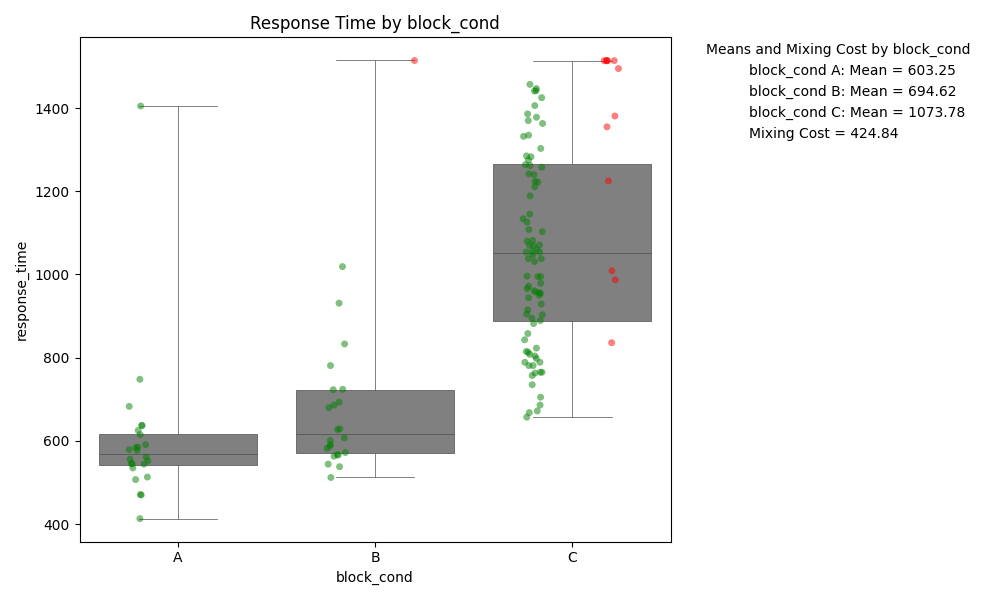 Response Time by block_cond
Means and Mixing Cost by block_cond
block_cond A: Mean = 603.25
block_cond B: Mean = 694.62
block_cond C: Mean = 1073.78
Mixing Cost = 424.84
response_time
1400
1200
1000
800
600
400
A B C
block_cond